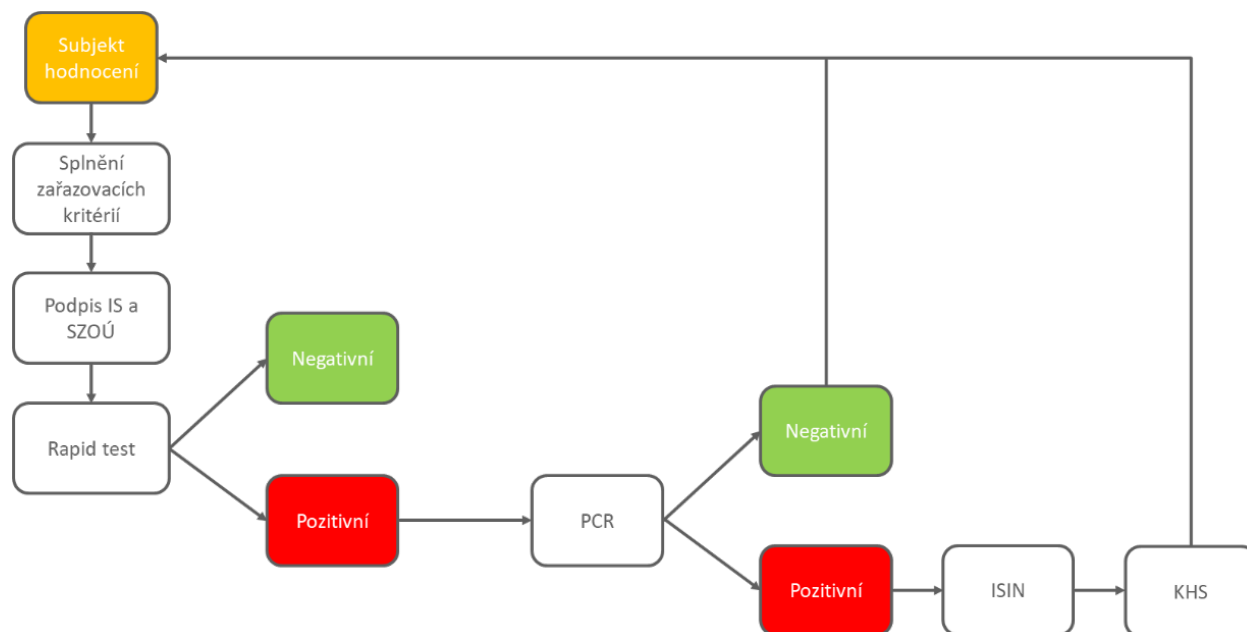 Subjekt
hodnocení
Splnění
zařazovacích
kritérií
Podpis IS a
SZOÚ
Negativní
Rapid test
Negativní
Pozitivní
PCR
Pozitivní
ISIN
KHS